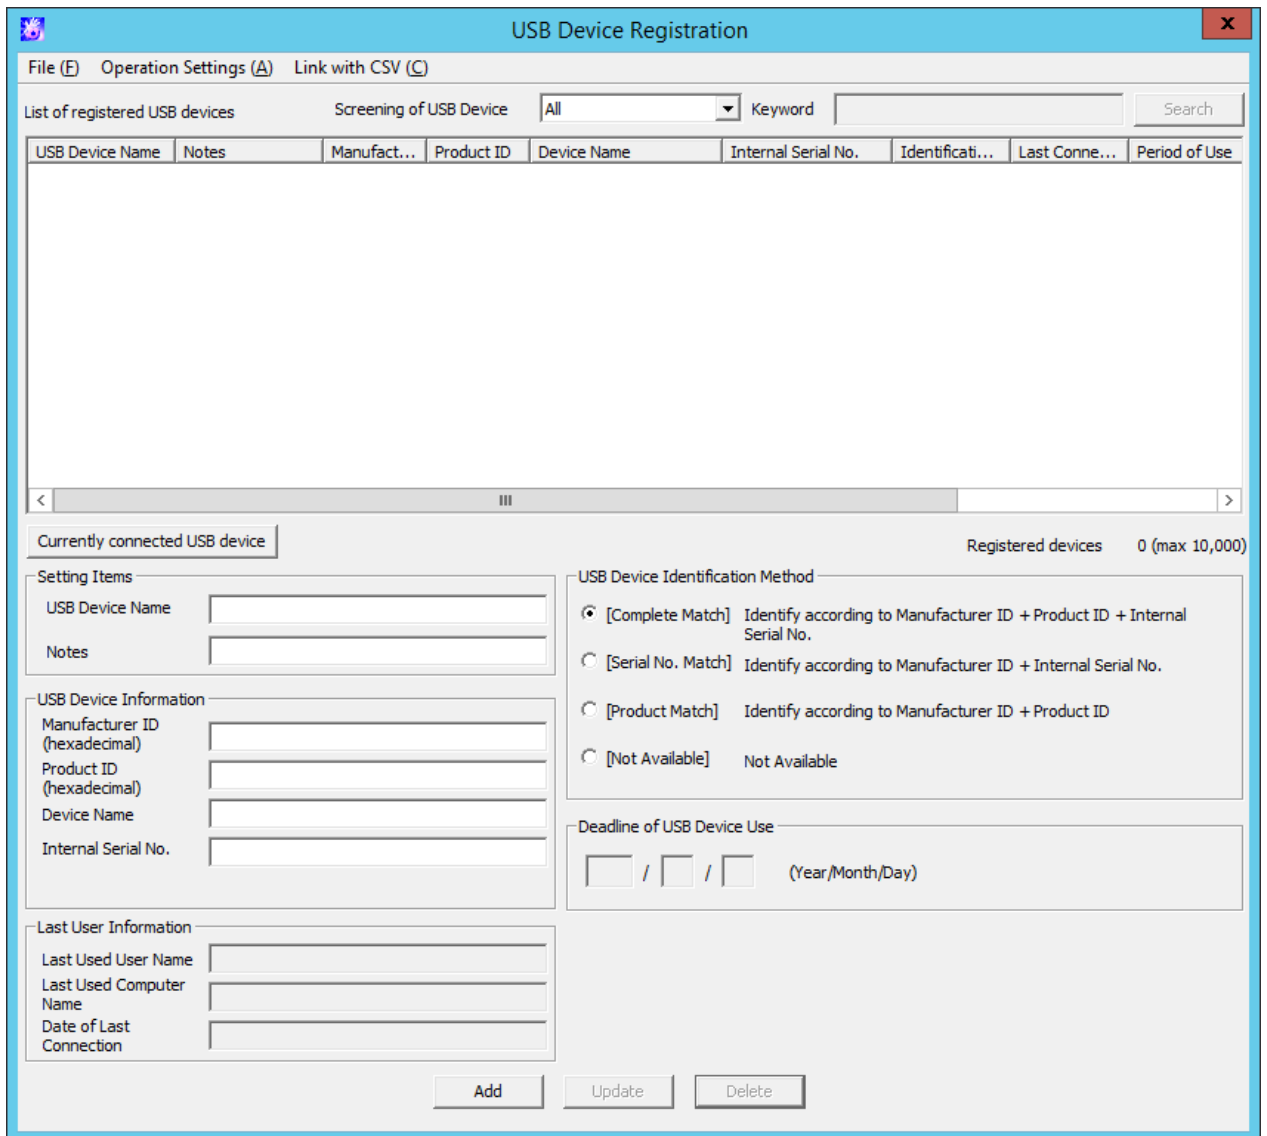 USB Device Registration
x
File (F) Operation Settings (A) Link with CSV (C)
List of registered USB devices Screening of USB Device All Keyword Search
USB Device Name Notes Manufact... Product ID Device Name Internal Serial No. Identificati... Last Conne... Period of Use
Currently connected USB device
Registered devices 0 (max 10,000)
Setting Items
USB Device Name
Notes
USB Device Information
Manufacturer ID
(hexadecimal)
Product ID
(hexadecimal)
Device Name
Internal Serial No.
Last User Information
Last Used User Name
Last Used Computer
Name
Date of Last
Connection
USB Device Identification Method
[Complete Match] Identify according to Manufacturer ID + Product ID + Internal
Serial No.
[Serial No. Match] Identify according to Manufacturer ID + Internal Serial No.
[Product Match] Identify according to Manufacturer ID + Product ID
[Not Available] Not Available
Deadline of USB Device Use
/ / (Year/Month/Day)
Add Update Delete